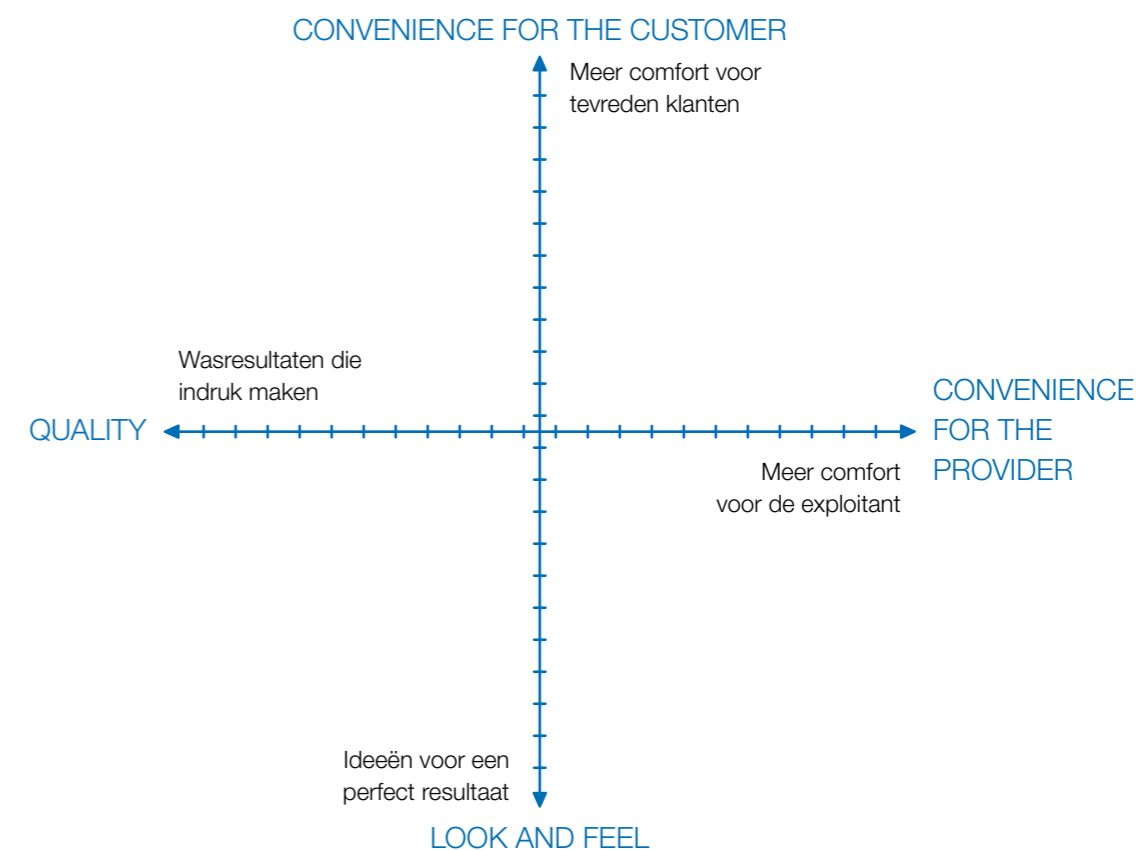 CONVENIENCE FOR THE CUSTOMER
Meer comfort voor
tevreden klanten
Wasresultaten die
indruk maken
QUALITY
CONVENIENCE
FOR THE
PROVIDER
Meer comfort
voor de exploitant
Ideeën voor een
perfect resultaat
LOOK AND FEEL